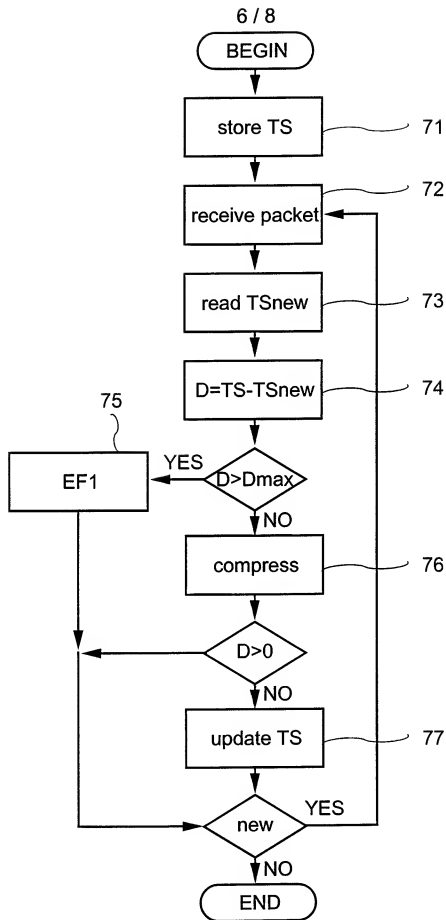 6 / 8
BEGIN
store TS
71
72
receive packet
read TSnew
73
D=TS-TSnew
74
75
EF1
YES
D>Dmax
NO
compress
76
D>0
NO
update TS
77
new
YES
NO
END